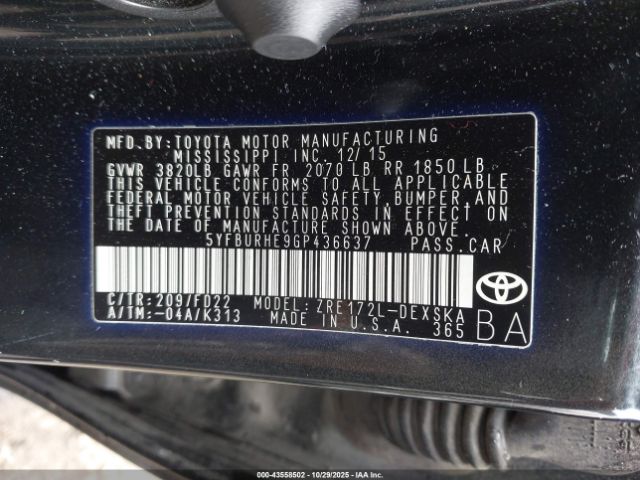 MFD.BY:TOYOTA MOTOR MANUFACTURING
MISSISSIPPI INC. 12/15
GVWR 3820LB GAWR FR 2070 LB RR 1850 LB
THIS VEHICLE CONFORMS TO ALL APPLICABLE
FEDERAL MOTOR VEHICLE SAFETY,BUMPER,AND
THEFT PREVENTION STANDARDS IN EFFECT ON
THE DATE OF MANUFACTURE SHOWN ABOVE.
5YFBURHE9GP436637 PASS.CAR
C/TR:209/FD22 MODEL:ZRE172L-DEXSKA
A/TM:-04A/K313 MADE IN U.S.A. 365 BA
000-43558502 | 10/29/2025 | IAA Inc.